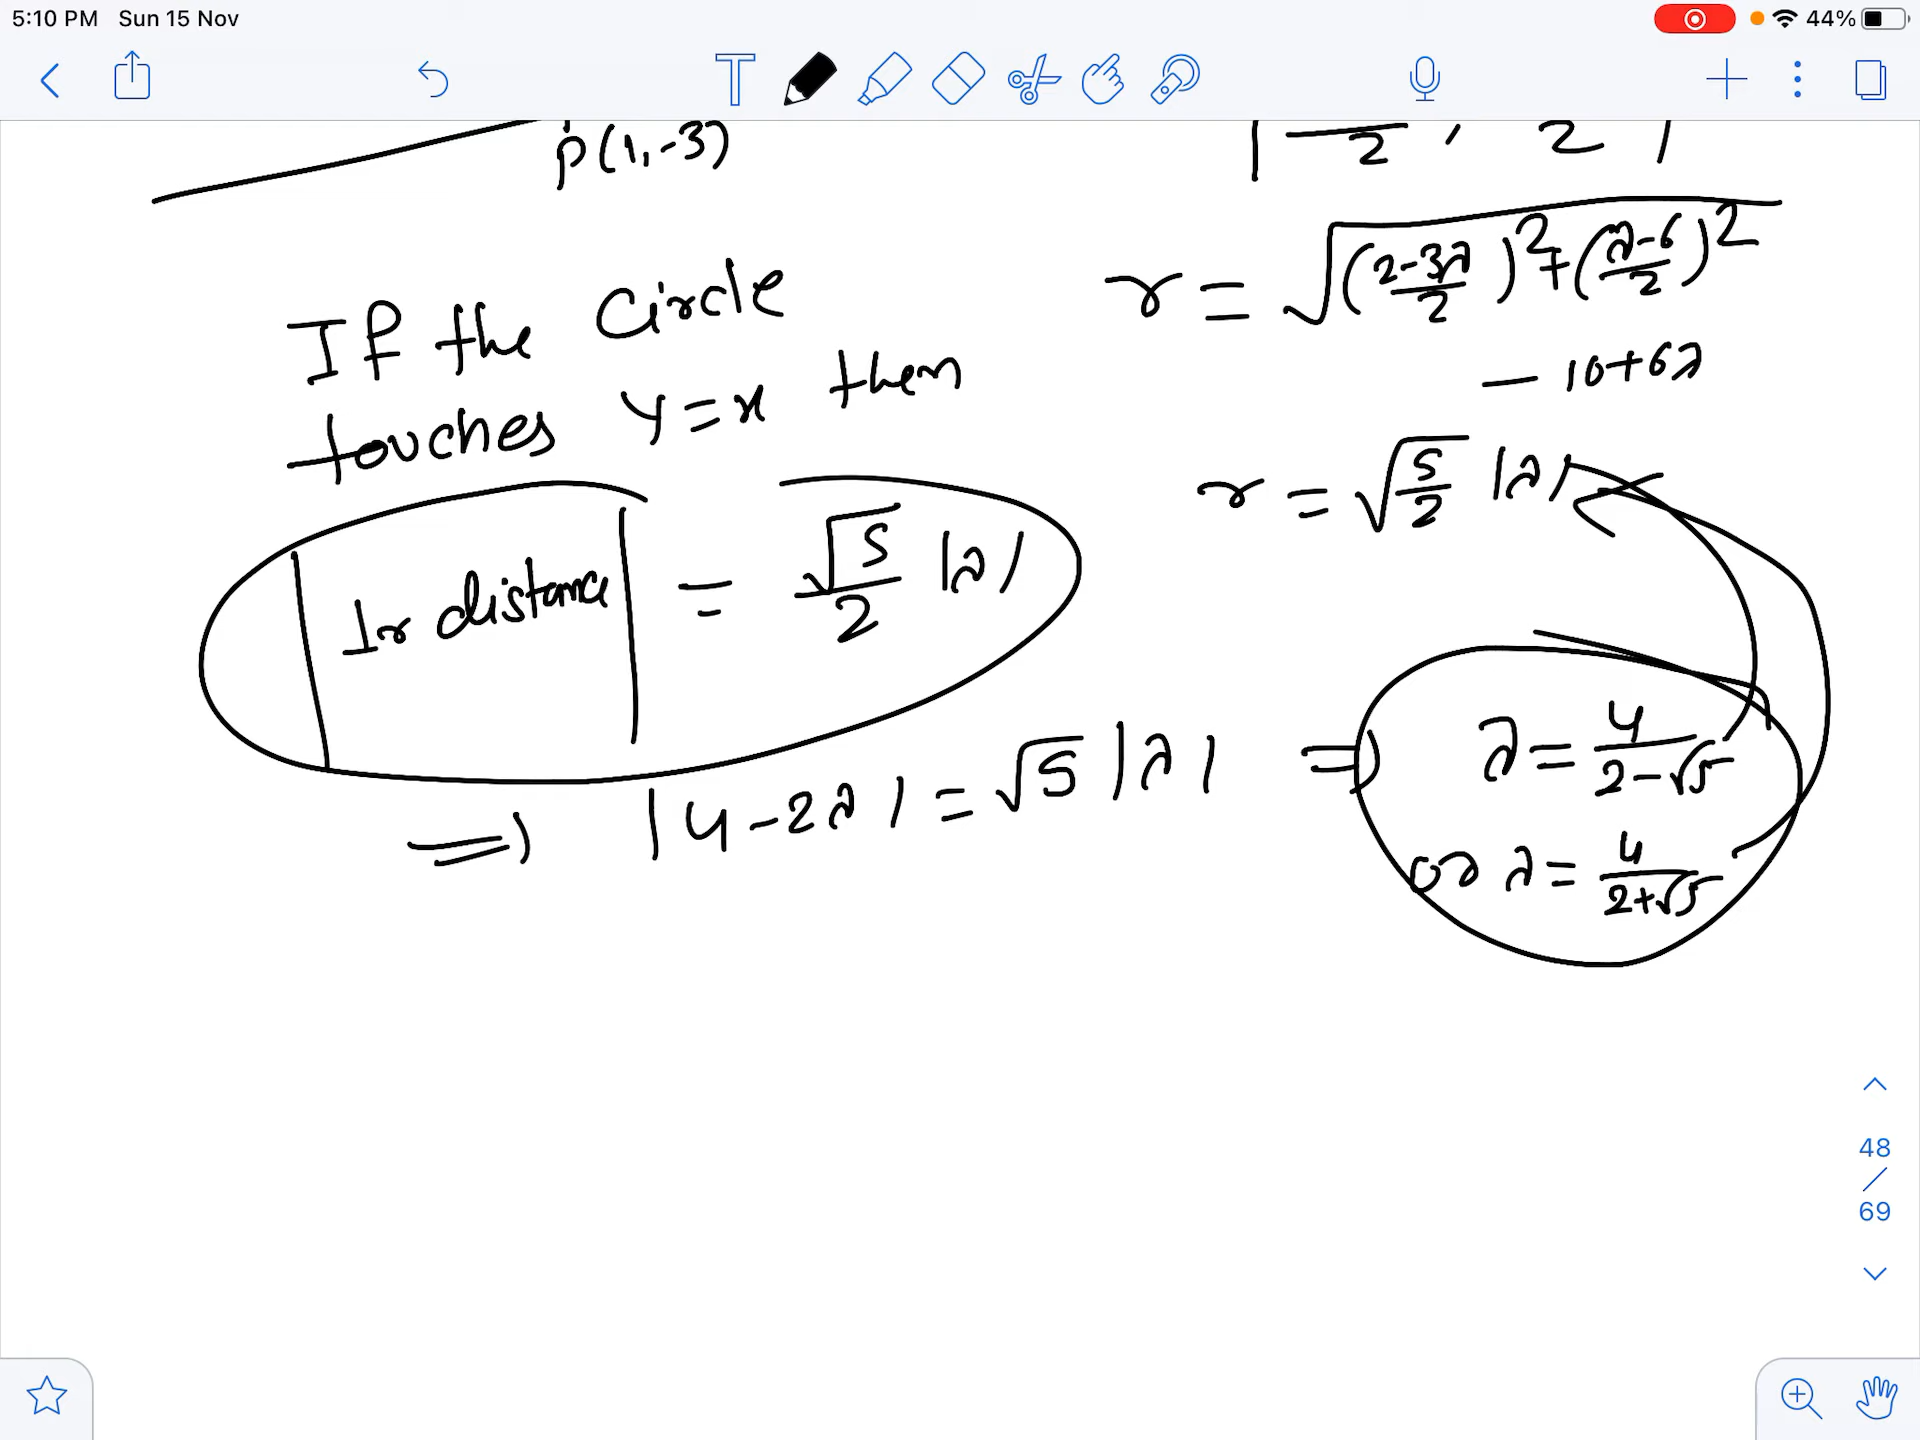 5:10 PM Sun 15 Nov
44%
T
p(1,-3)
2 , 2
r = √((2-3λ/2)² + (λ-6/2)²
- 10+6λ
If the circle
touches y=x then
r = √(5/2) |λ|
|⊥r distance| = √5/2 |λ|
=> |4-2λ| = √5 |λ| => λ = 4/(2-√5)
or λ = 4/(2+√5)
48
/
69